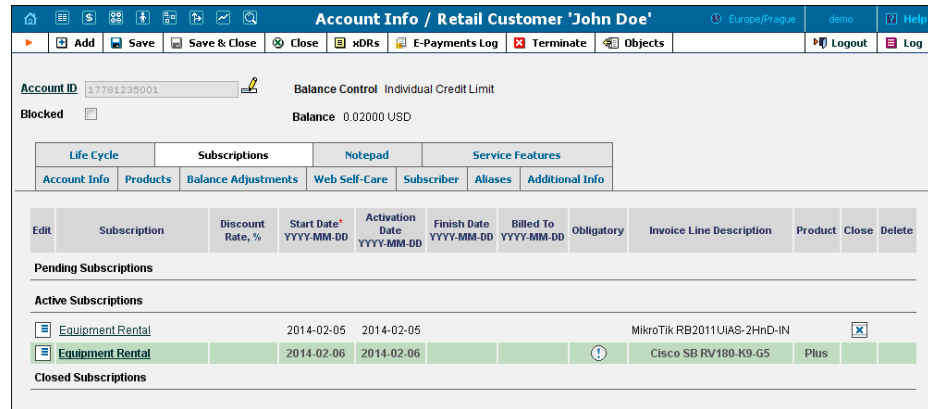 Account Info / Retail Customer 'John Doe' Europe/Prague demo ? Help
Add Save Save & Close Close xDRs E-Payments Log Terminate Objects Logout Log
Account ID 17781235001 Balance Control Individual Credit Limit
Blocked Balance 0.02000 USD
Life Cycle Subscriptions Notepad Service Features
Account Info Products Balance Adjustments Web Self-Care Subscriber Aliases Additional Info
Edit Subscription Discount Rate, % Start Date* YYYY-MM-DD Activation Date YYYY-MM-DD Finish Date YYYY-MM-DD Billed To YYYY-MM-DD Obligatory Invoice Line Description Product Close Delete
Pending Subscriptions
Active Subscriptions
Equipment Rental 2014-02-05 2014-02-05 MikroTik RB2011UiAS-2HnD-IN
Equipment Rental 2014-02-06 2014-02-06 Cisco SB RV180-K9-G5 Plus
Closed Subscriptions